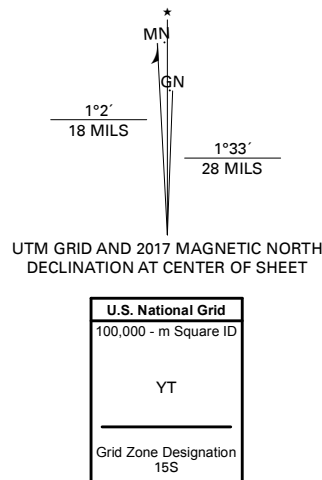 ★
MN
GN
1°2´
18 MILS
1°33´
28 MILS
UTM GRID AND 2017 MAGNETIC NORTH
DECLINATION AT CENTER OF SHEET
U.S. National Grid
100,000 - m Square ID
YT
Grid Zone Designation
15S